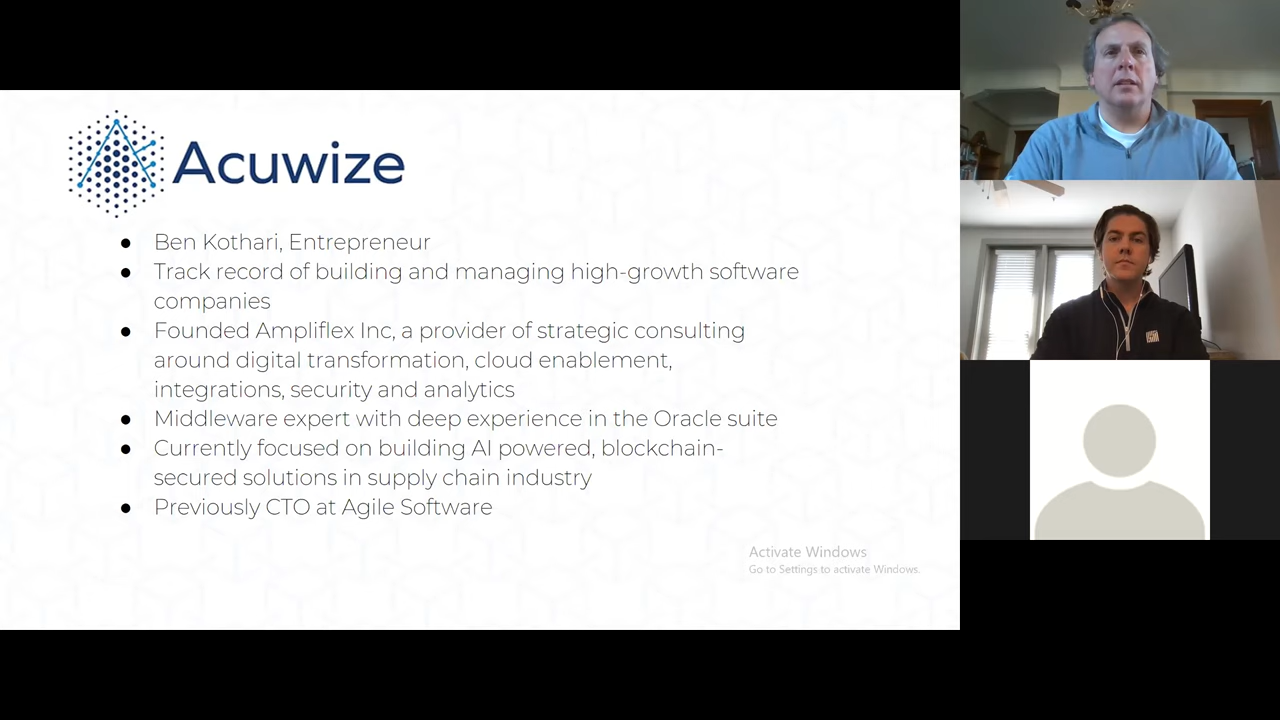 Acuwize
● Ben Kothari, Entrepreneur
● Track record of building and managing high-growth software
companies
● Founded Ampliflex Inc, a provider of strategic consulting
around digital transformation, cloud enablement,
integrations, security and analytics
● Middleware expert with deep experience in the Oracle suite
● Currently focused on building AI powered, blockchain-
secured solutions in supply chain industry
● Previously CTO at Agile Software
Activate Windows
Go to Settings to activate Windows.